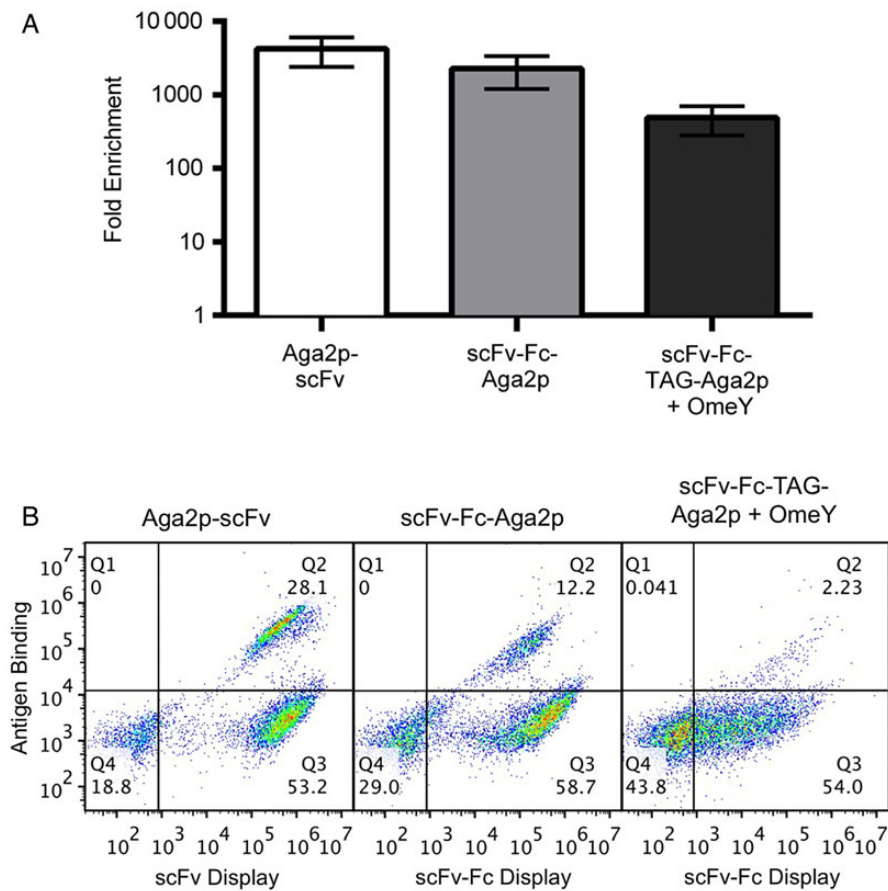 A
Fold Enrichment
10 000
1000
100
10
1
Aga2p-
scFv
scFv-Fc-
Aga2p
scFv-Fc-
TAG-Aga2p
+ OmeY
B
Aga2p-scFv
scFv-Fc-Aga2p
scFv-Fc-TAG-
Aga2p + OmeY
Antigen Binding
10^7
10^6
10^5
10^4
10^3
10^2
Q1
0
Q2
28.1
Q4
18.8
Q3
53.2
Q1
0
Q2
12.2
Q4
29.0
Q3
58.7
Q1
0.041
Q2
2.23
Q4
43.8
Q3
54.0
10^2 10^3 10^4 10^5 10^6 10^7
10^2 10^3 10^4 10^5 10^6 10^7
10^2 10^3 10^4 10^5 10^6 10^7
scFv Display
scFv-Fc Display
scFv-Fc Display